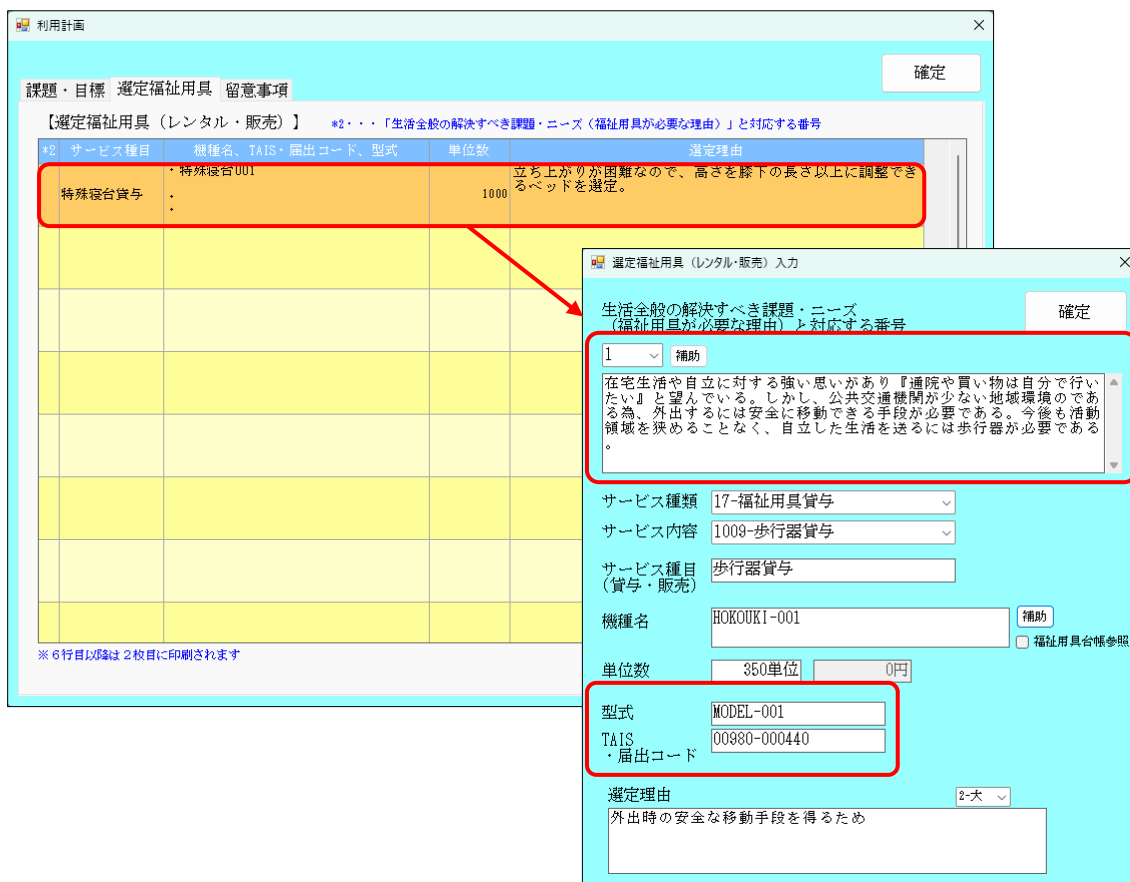 利用計画
確定
課題・目標 選定福祉用具 留意事項
【選定福祉用具（レンタル・販売）】 *2・・・「生活全般の解決すべき課題・ニーズ（福祉用具が必要な理由）」と対応する番号
*2 サービス種目 機種名、TAIS・届出コード、型式 単位数 選定理由
・特殊寝台001 立ち上がりが困難なので、高さを膝下の長さ以上に調整でき
特殊寝台貸与 ・ 1000 るベッドを選定。
・
※６行目以降は２枚目に印刷されます
選定福祉用具（レンタル・販売）入力
生活全般の解決すべき課題・ニーズ
（福祉用具が必要な理由）と対応する番号
確定
1 補助
在宅生活や自立に対する強い思いがあり『通院や買い物は自分で行い
たい』と望んでいる。しかし、公共交通機関が少ない地域環境のであ
る為、外出するには安全に移動できる手段が必要である。今後も活動
領域を狭めることなく、自立した生活を送るには歩行器が必要である
。
サービス種類 17-福祉用具貸与
サービス内容 1009-歩行器貸与
サービス種目 歩行器貸与
（貸与・販売）
機種名 HOKOUKI-001 補助
福祉用具台帳参照
単位数 350単位 0円
型式 MODEL-001
TAIS 00980-000440
・届出コード
選定理由 2-大
外出時の安全な移動手段を得るため